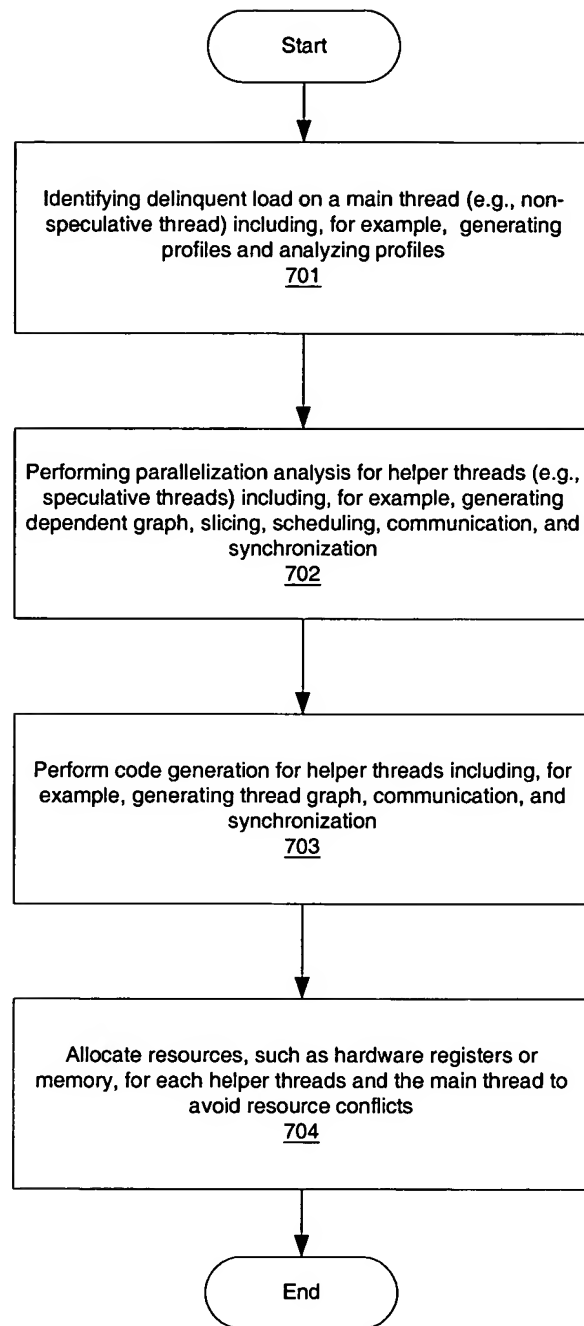 Start
Identifying delinquent load on a main thread (e.g., non-
speculative thread) including, for example, generating
profiles and analyzing profiles
701
Performing parallelization analysis for helper threads (e.g.,
speculative threads) including, for example, generating
dependent graph, slicing, scheduling, communication, and
synchronization
702
Perform code generation for helper threads including, for
example, generating thread graph, communication, and
synchronization
703
Allocate resources, such as hardware registers or
memory, for each helper threads and the main thread to
avoid resource conflicts
704
End